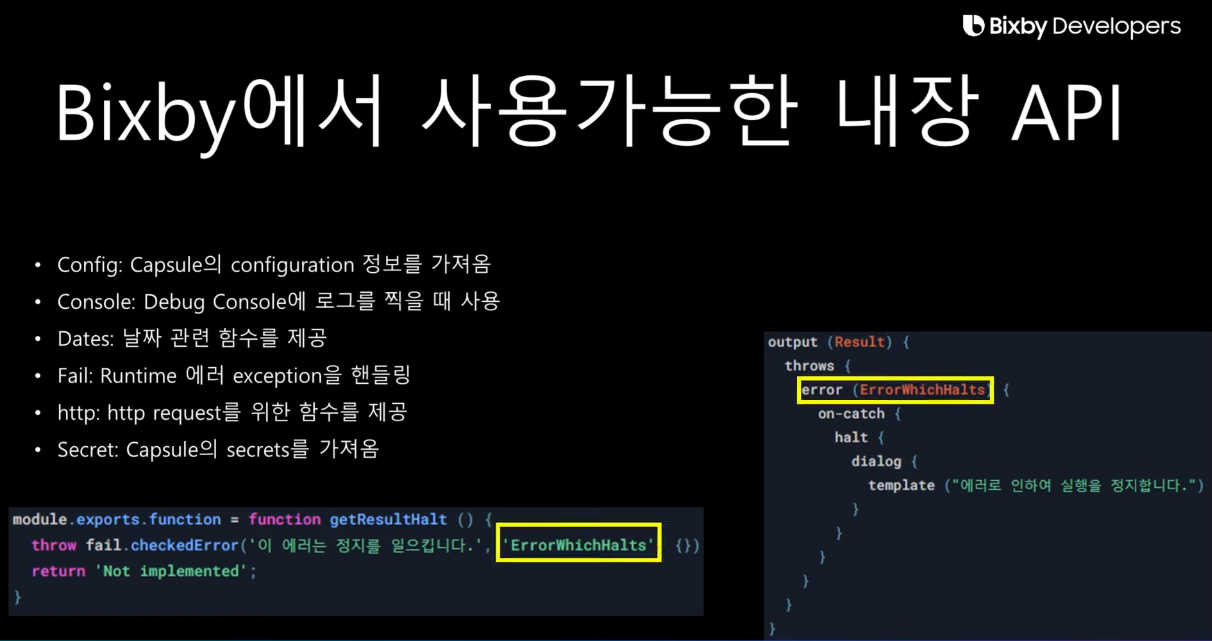 Bixby Developers
Bixby에서 사용가능한 내장 API
• Config: Capsule의 configuration 정보를 가져옴
• Console: Debug Console에 로그를 찍을 때 사용
• Dates: 날짜 관련 함수를 제공
• Fail: Runtime 에러 exception을 핸들링
• http: http request를 위한 함수를 제공
• Secret: Capsule의 secrets를 가져옴
module.exports.function = function getResultHalt () {
throw fail.checkedError('이 에러는 정지를 일으킵니다.', 'ErrorWhichHalts', {})
return 'Not implemented';
}
output (Result) {
throws {
error (ErrorWhichHalts) {
on-catch {
halt {
dialog {
template ("에러로 인하여 실행을 정지합니다.")
}
}
}
}
}
}